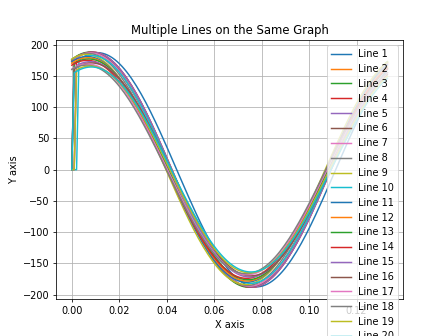 Multiple Lines on the Same Graph
200
150
100
50
0
−50
−100
−150
−200
Y axis
0.00
0.02
0.04
0.06
0.08
0.10
X axis
Line 1
Line 2
Line 3
Line 4
Line 5
Line 6
Line 7
Line 8
Line 9
Line 10
Line 11
Line 12
Line 13
Line 14
Line 15
Line 16
Line 17
Line 18
Line 19
Line 20